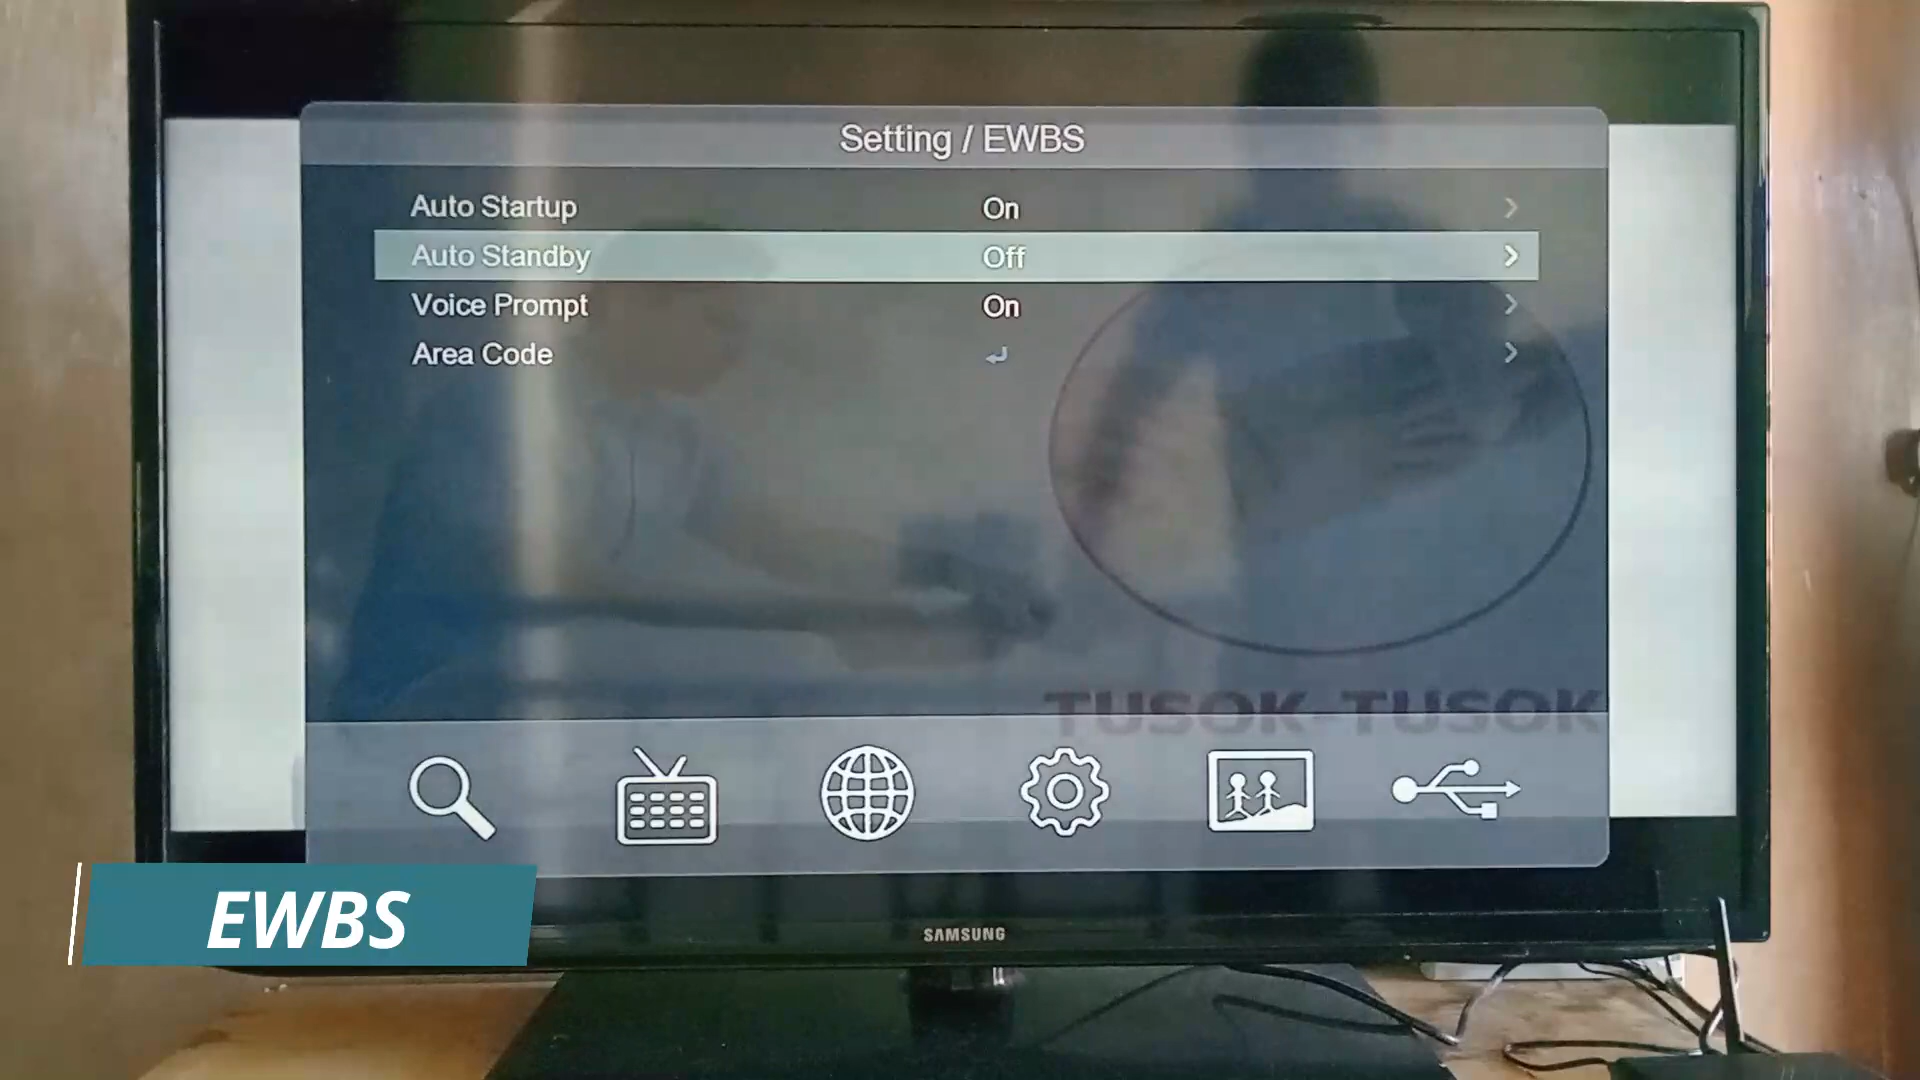 Setting / EWBS
Auto Startup On
Auto Standby Off
Voice Prompt On
Area Code
TUSOK-TUSOK
EWBS
SAMSUNG